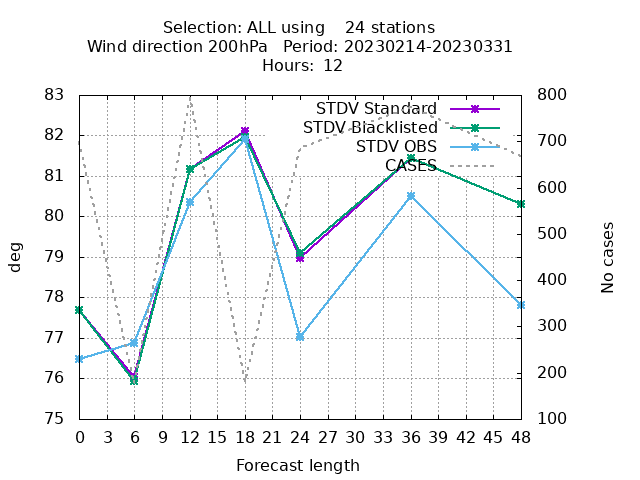 Selection: ALL using    24 stations
Wind direction 200hPa   Period: 20230214-20230331
Hours:  12
STDV Standard
STDV Blacklisted
STDV OBS
CASES
83
82
81
80
79
78
77
76
75
800
700
600
500
400
300
200
100
deg
No cases
0 3 6 9 12 15 18 21 24 27 30 33 36 39 42 45 48
Forecast length